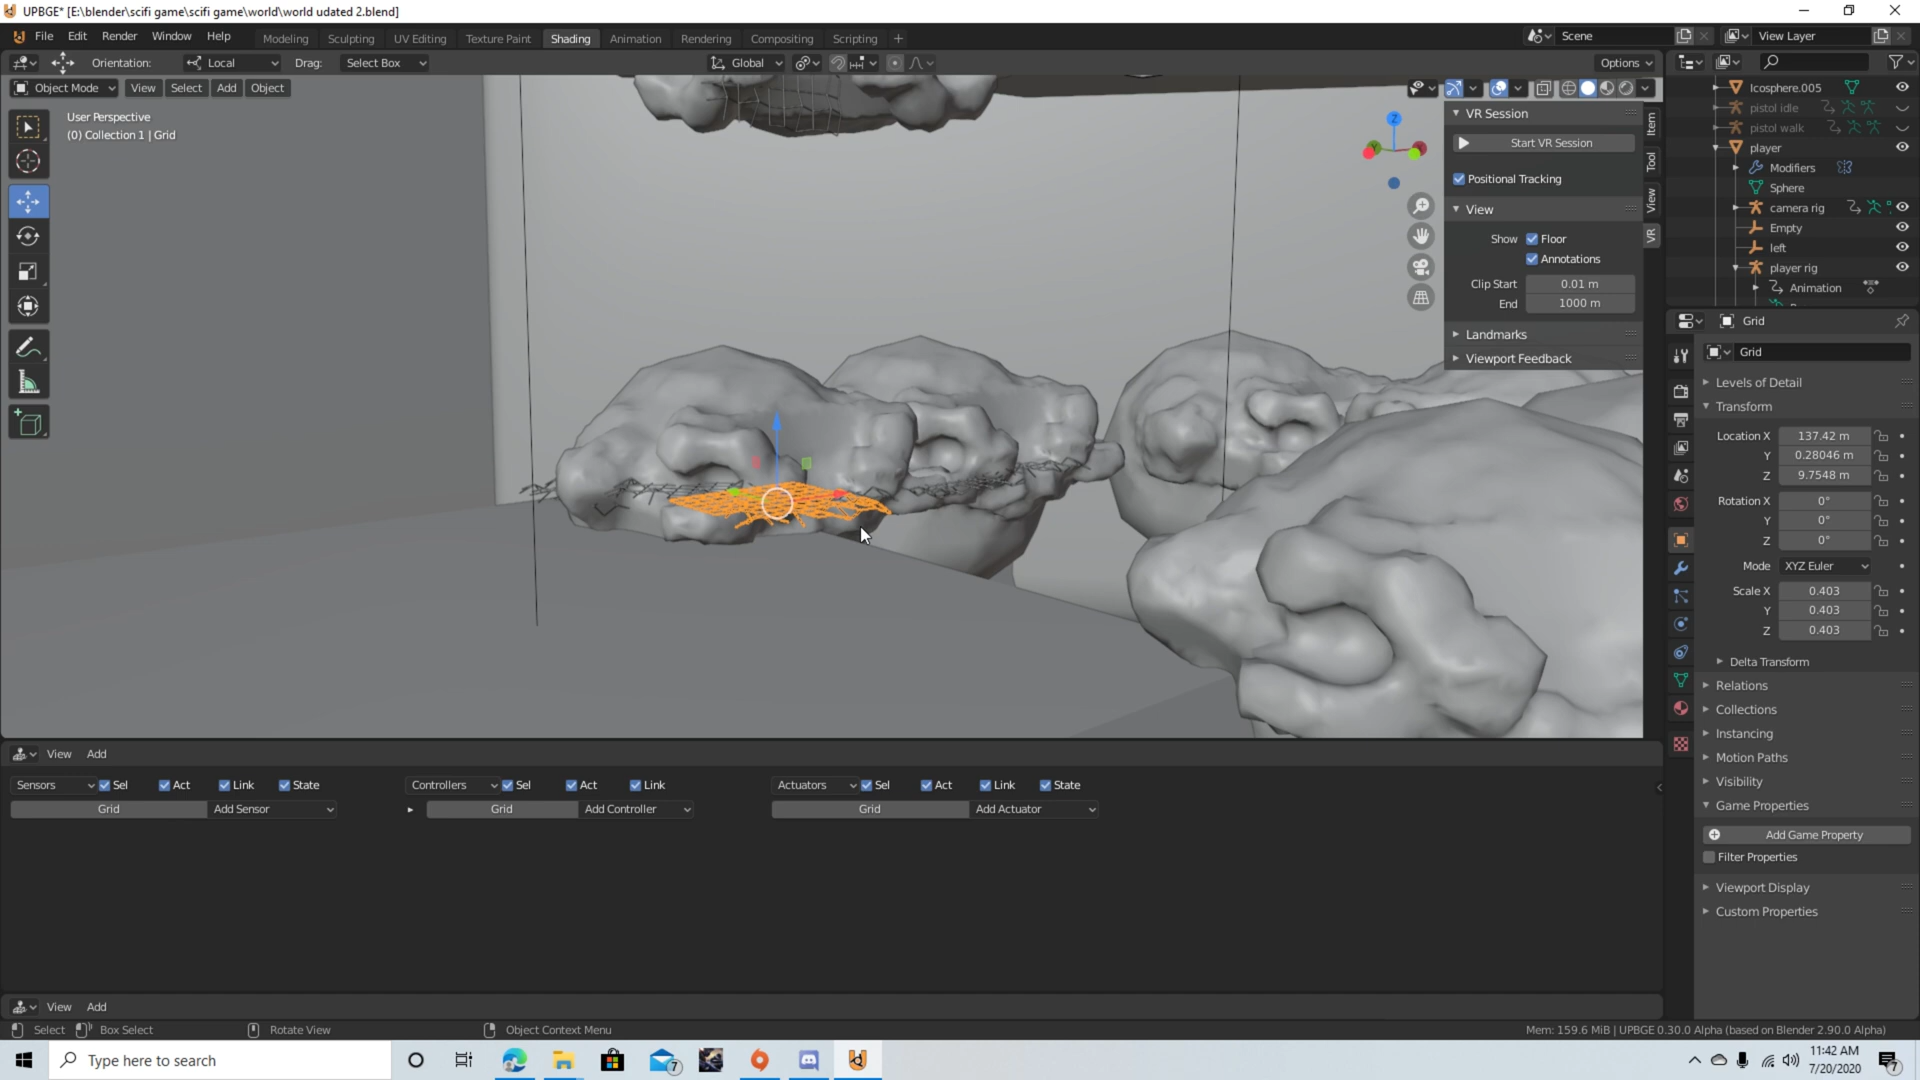 UPBGE* [E:\blender\scifi game\scifi game\world\world udated 2.blend]
File Edit Render Window Help Modeling Sculpting UV Editing Texture Paint Shading Animation Rendering Compositing Scripting + Scene View Layer
Orientation: Local Drag: Select Box Global Options
Object Mode View Select Add Object
User Perspective
(0) Collection 1 | Grid
Z
VR Session
Start VR Session
Positional Tracking
View
Show Floor
Annotations
Clip Start 0.01 m
End 1000 m
Landmarks
Viewport Feedback
Item
Tool
View
VR
Icosphere.005
pistol idle
pistol walk
player
Modifiers
Sphere
camera rig
Empty
left
player rig
Animation
Grid
Grid
Levels of Detail
Transform
Location X 137.42 m
Y 0.28046 m
Z 9.7548 m
Rotation X 0°
Y 0°
Z 0°
Mode XYZ Euler
Scale X 0.403
Y 0.403
Z 0.403
Delta Transform
Relations
Collections
Instancing
Motion Paths
Visibility
Game Properties
Add Game Property
Filter Properties
Viewport Display
Custom Properties
View Add
Sensors Sel Act Link State Controllers Sel Act Link Actuators Sel Act Link State
Grid Add Sensor Grid Add Controller Grid Add Actuator
View Add
Select Box Select Rotate View Object Context Menu Mem: 159.6 MiB | UPBGE 0.30.0 Alpha (based on Blender 2.90.0 Alpha)
Type here to search 7 11:42 AM
7/20/2020 7